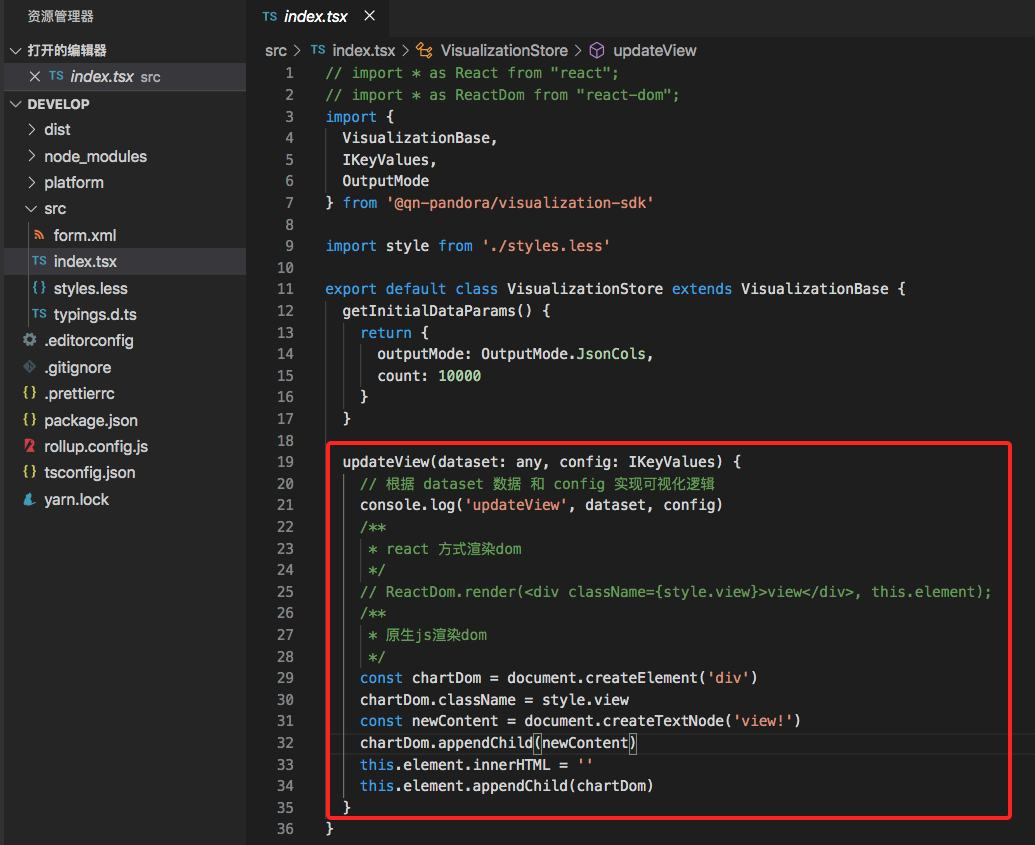 资源管理器
打开的编辑器
index.tsx src
DEVELOP
dist
node_modules
platform
src
form.xml
TS index.tsx
{} styles.less
TS typings.d.ts
.editorconfig
.gitignore
{} .prettierrc
{} package.json
rollup.config.js
{} tsconfig.json
yarn.lock
TS index.tsx
src > TS index.tsx > VisualizationStore > updateView
1 // import * as React from "react";
2 // import * as ReactDom from "react-dom";
3 import {
4 VisualizationBase,
5 IKeyValues,
6 OutputMode
7 } from '@qn-pandora/visualization-sdk'
8
9 import style from './styles.less'
10
11 export default class VisualizationStore extends VisualizationBase {
12 getInitialDataParams() {
13 return {
14 outputMode: OutputMode.JsonCols,
15 count: 10000
16 }
17 }
18
19 updateView(dataset: any, config: IKeyValues) {
20 // 根据 dataset 数据 和 config 实现可视化逻辑
21 console.log('updateView', dataset, config)
22 /**
23 * react 方式渲染dom
24 */
25 // ReactDom.render(<div className={style.view}>view</div>, this.element);
26 /**
27 * 原生js渲染dom
28 */
29 const chartDom = document.createElement('div')
30 chartDom.className = style.view
31 const newContent = document.createTextNode('view!')
32 chartDom.appendChild(newContent)
33 this.element.innerHTML = ''
34 this.element.appendChild(chartDom)
35 }
36 }